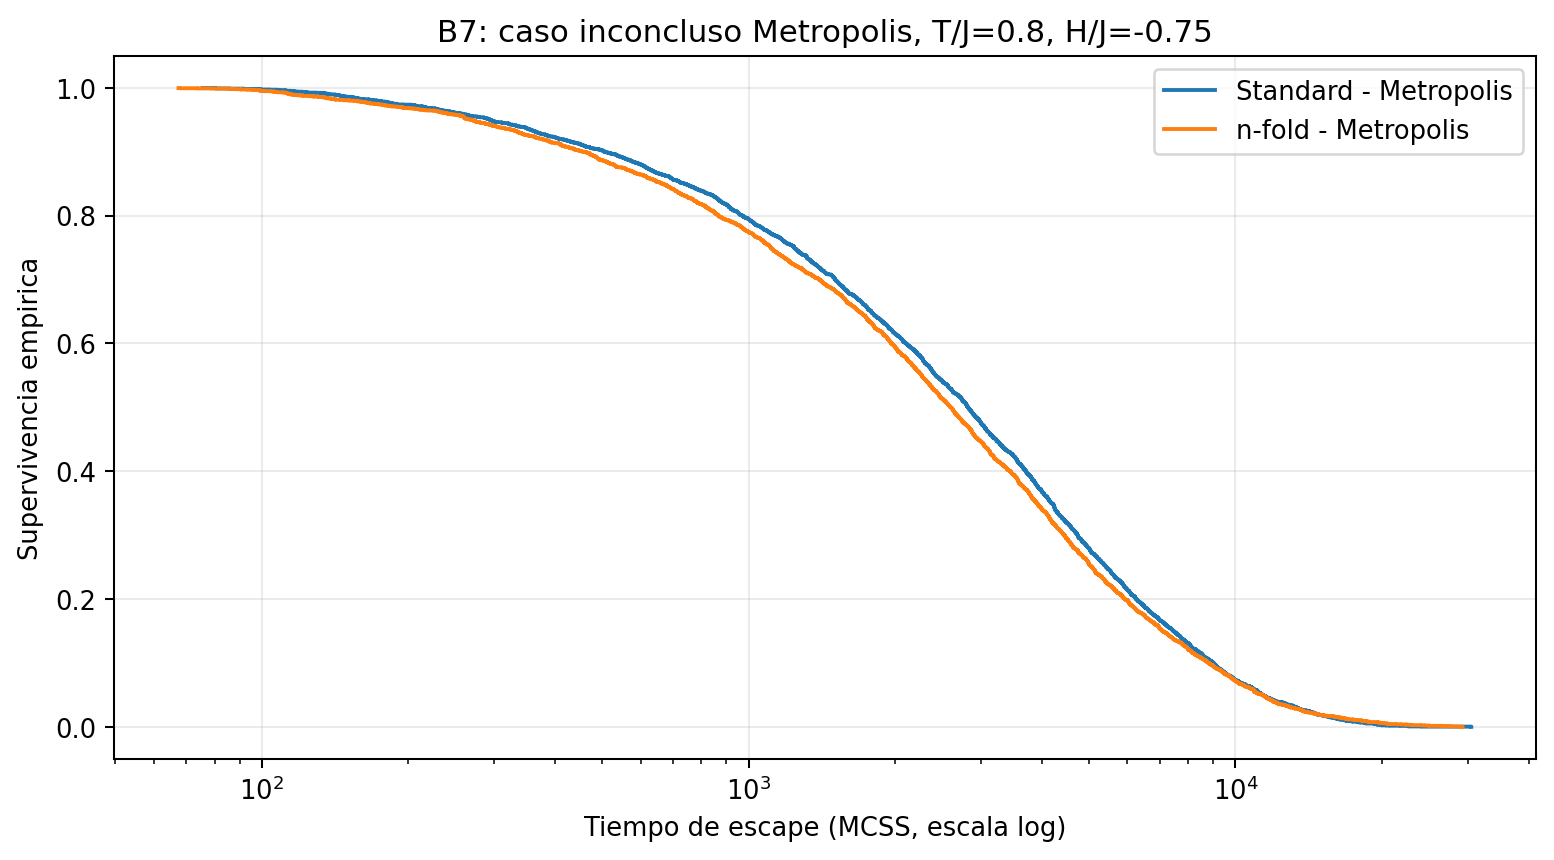 B7: caso inconcluso Metropolis, T/J=0.8, H/J=-0.75
Standard - Metropolis
n-fold - Metropolis
Supervivencia empirica
1.0
0.8
0.6
0.4
0.2
0.0
10² 10³ 10⁴
Tiempo de escape (MCSS, escala log)